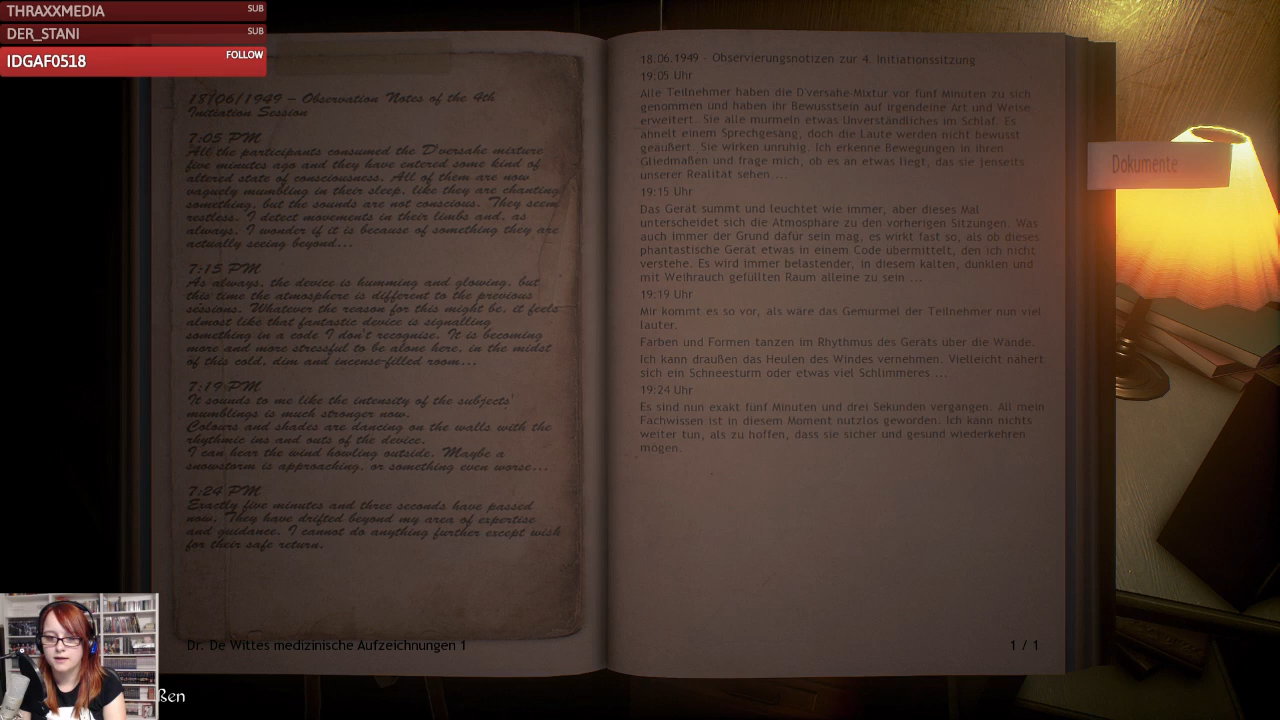 THRAXXMEDIA SUB
DER_STANI SUB
IDGAF0518 FOLLOW
18/06/1949 – Observation Notes of the 4th
Initiation Session
7:05 PM
All the participants consumed the D'versahe mixture
five minutes ago and they have entered some kind of
altered state of consciousness. All of them are now
vaguely mumbling in their sleep, like they are chanting
something, but the sounds are not conscious. They seem
restless. I detect movements in their limbs and, as
always, I wonder if it is because of something they are
actually seeing beyond...
7:15 PM
As always, the device is humming and glowing, but
this time the atmosphere is different to the previous
sessions. Whatever the reason for this might be, it feels
almost like that fantastic device is signalling
something in a code I don't recognise. It is becoming
more and more stressful to be alone here, in the midst
of this cold, dim and incense-filled room...
7:19 PM
It sounds to me like the intensity of the subjects'
mumblings is much stronger now.
Colours and shades are dancing on the walls with the
rhythmic ins and outs of the device.
I can hear the wind howling outside. Maybe a
snowstorm is approaching, or something even worse...
7:24 PM
Exactly five minutes and three seconds have passed
now. They have drifted beyond my area of expertise
and guidance. I cannot do anything further except wish
for their safe return.
Dr. De Wittes medizinische Aufzeichnungen 1
18.06.1949 - Observierungsnotizen zur 4. Initiationssitzung
19:05 Uhr
Alle Teilnehmer haben die D'versahe-Mixtur vor fünf Minuten zu sich
genommen und haben ihr Bewusstsein auf irgendeine Art und Weise
erweitert. Sie alle murmeln etwas Unverständliches im Schlaf. Es
ähnelt einem Sprechgesang, doch die Laute werden nicht bewusst
geäußert. Sie wirken unruhig. Ich erkenne Bewegungen in ihren
Gliedmaßen und frage mich, ob es an etwas liegt, das sie jenseits
unserer Realität sehen ...
19:15 Uhr
Das Gerät summt und leuchtet wie immer, aber dieses Mal
unterscheidet sich die Atmosphäre zu den vorherigen Sitzungen. Was
auch immer der Grund dafür sein mag, es wirkt fast so, als ob dieses
phantastische Gerät etwas in einem Code übermittelt, den ich nicht
verstehe. Es wird immer belastender, in diesem kalten, dunklen und
mit Weihrauch gefüllten Raum alleine zu sein ...
19:19 Uhr
Mir kommt es so vor, als wäre das Gemurmel der Teilnehmer nun viel
lauter.
Farben und Formen tanzen im Rhythmus des Geräts über die Wände.
Ich kann draußen das Heulen des Windes vernehmen. Vielleicht nähert
sich ein Schneesturm oder etwas viel Schlimmeres ...
19:24 Uhr
Es sind nun exakt fünf Minuten und drei Sekunden vergangen. All mein
Fachwissen ist in diesem Moment nutzlos geworden. Ich kann nichts
weiter tun, als zu hoffen, dass sie sicher und gesund wiederkehren
mögen.
1 / 1
Dokumente